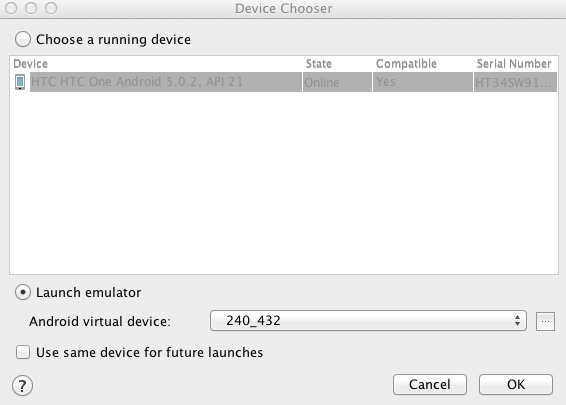 Device Chooser
Choose a running device
Device State Compatible Serial Number
HTC HTC One Android 5.0.2, API 21 Online Yes HT34SW91...
Launch emulator
Android virtual device: 240_432 ...
Use same device for future launches
? Cancel OK